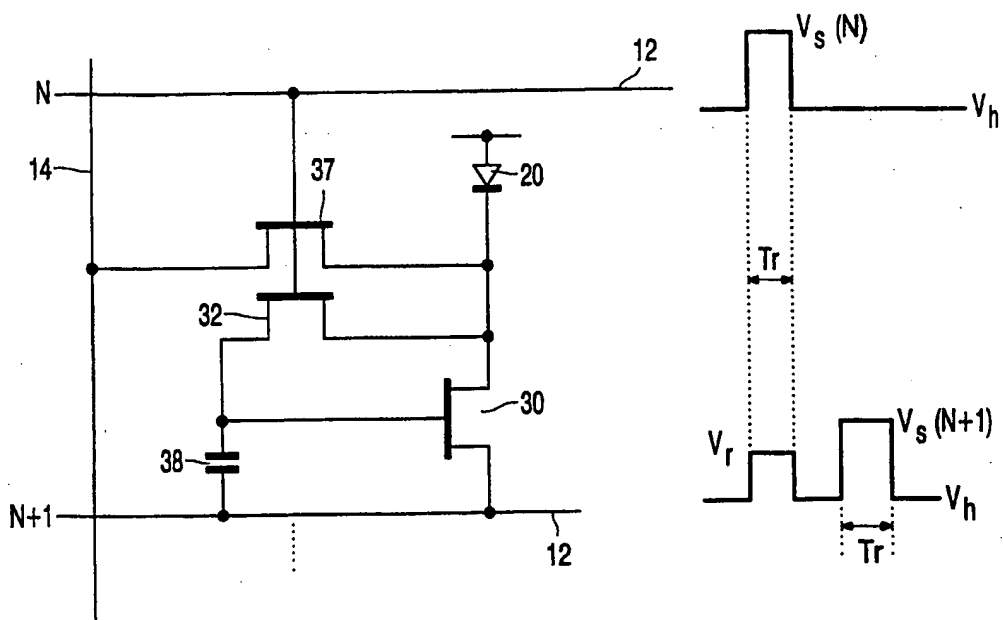 N
12
V_s (N)
V_h
14
37
20
Tr
32
30
V_r
V_s (N+1)
38
N+1
V_h
12
Tr